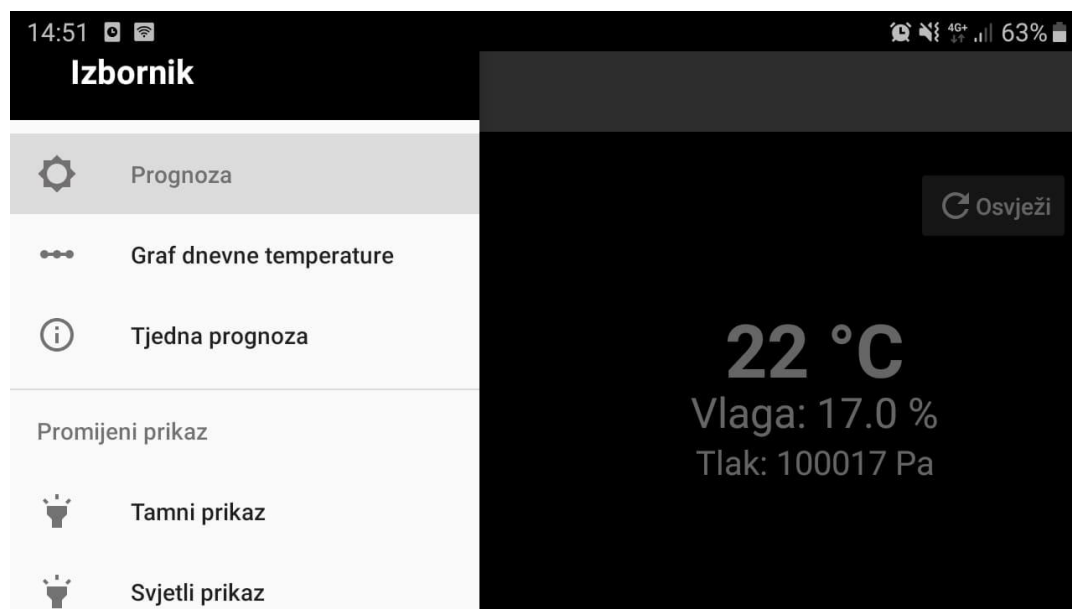 14:51
4G+
63%
Izbornik
Prognoza
Osvježi
Graf dnevne temperature
Tjedna prognoza
22 °C
Vlaga: 17.0 %
Tlak: 100017 Pa
Promijeni prikaz
Tamni prikaz
Svjetli prikaz